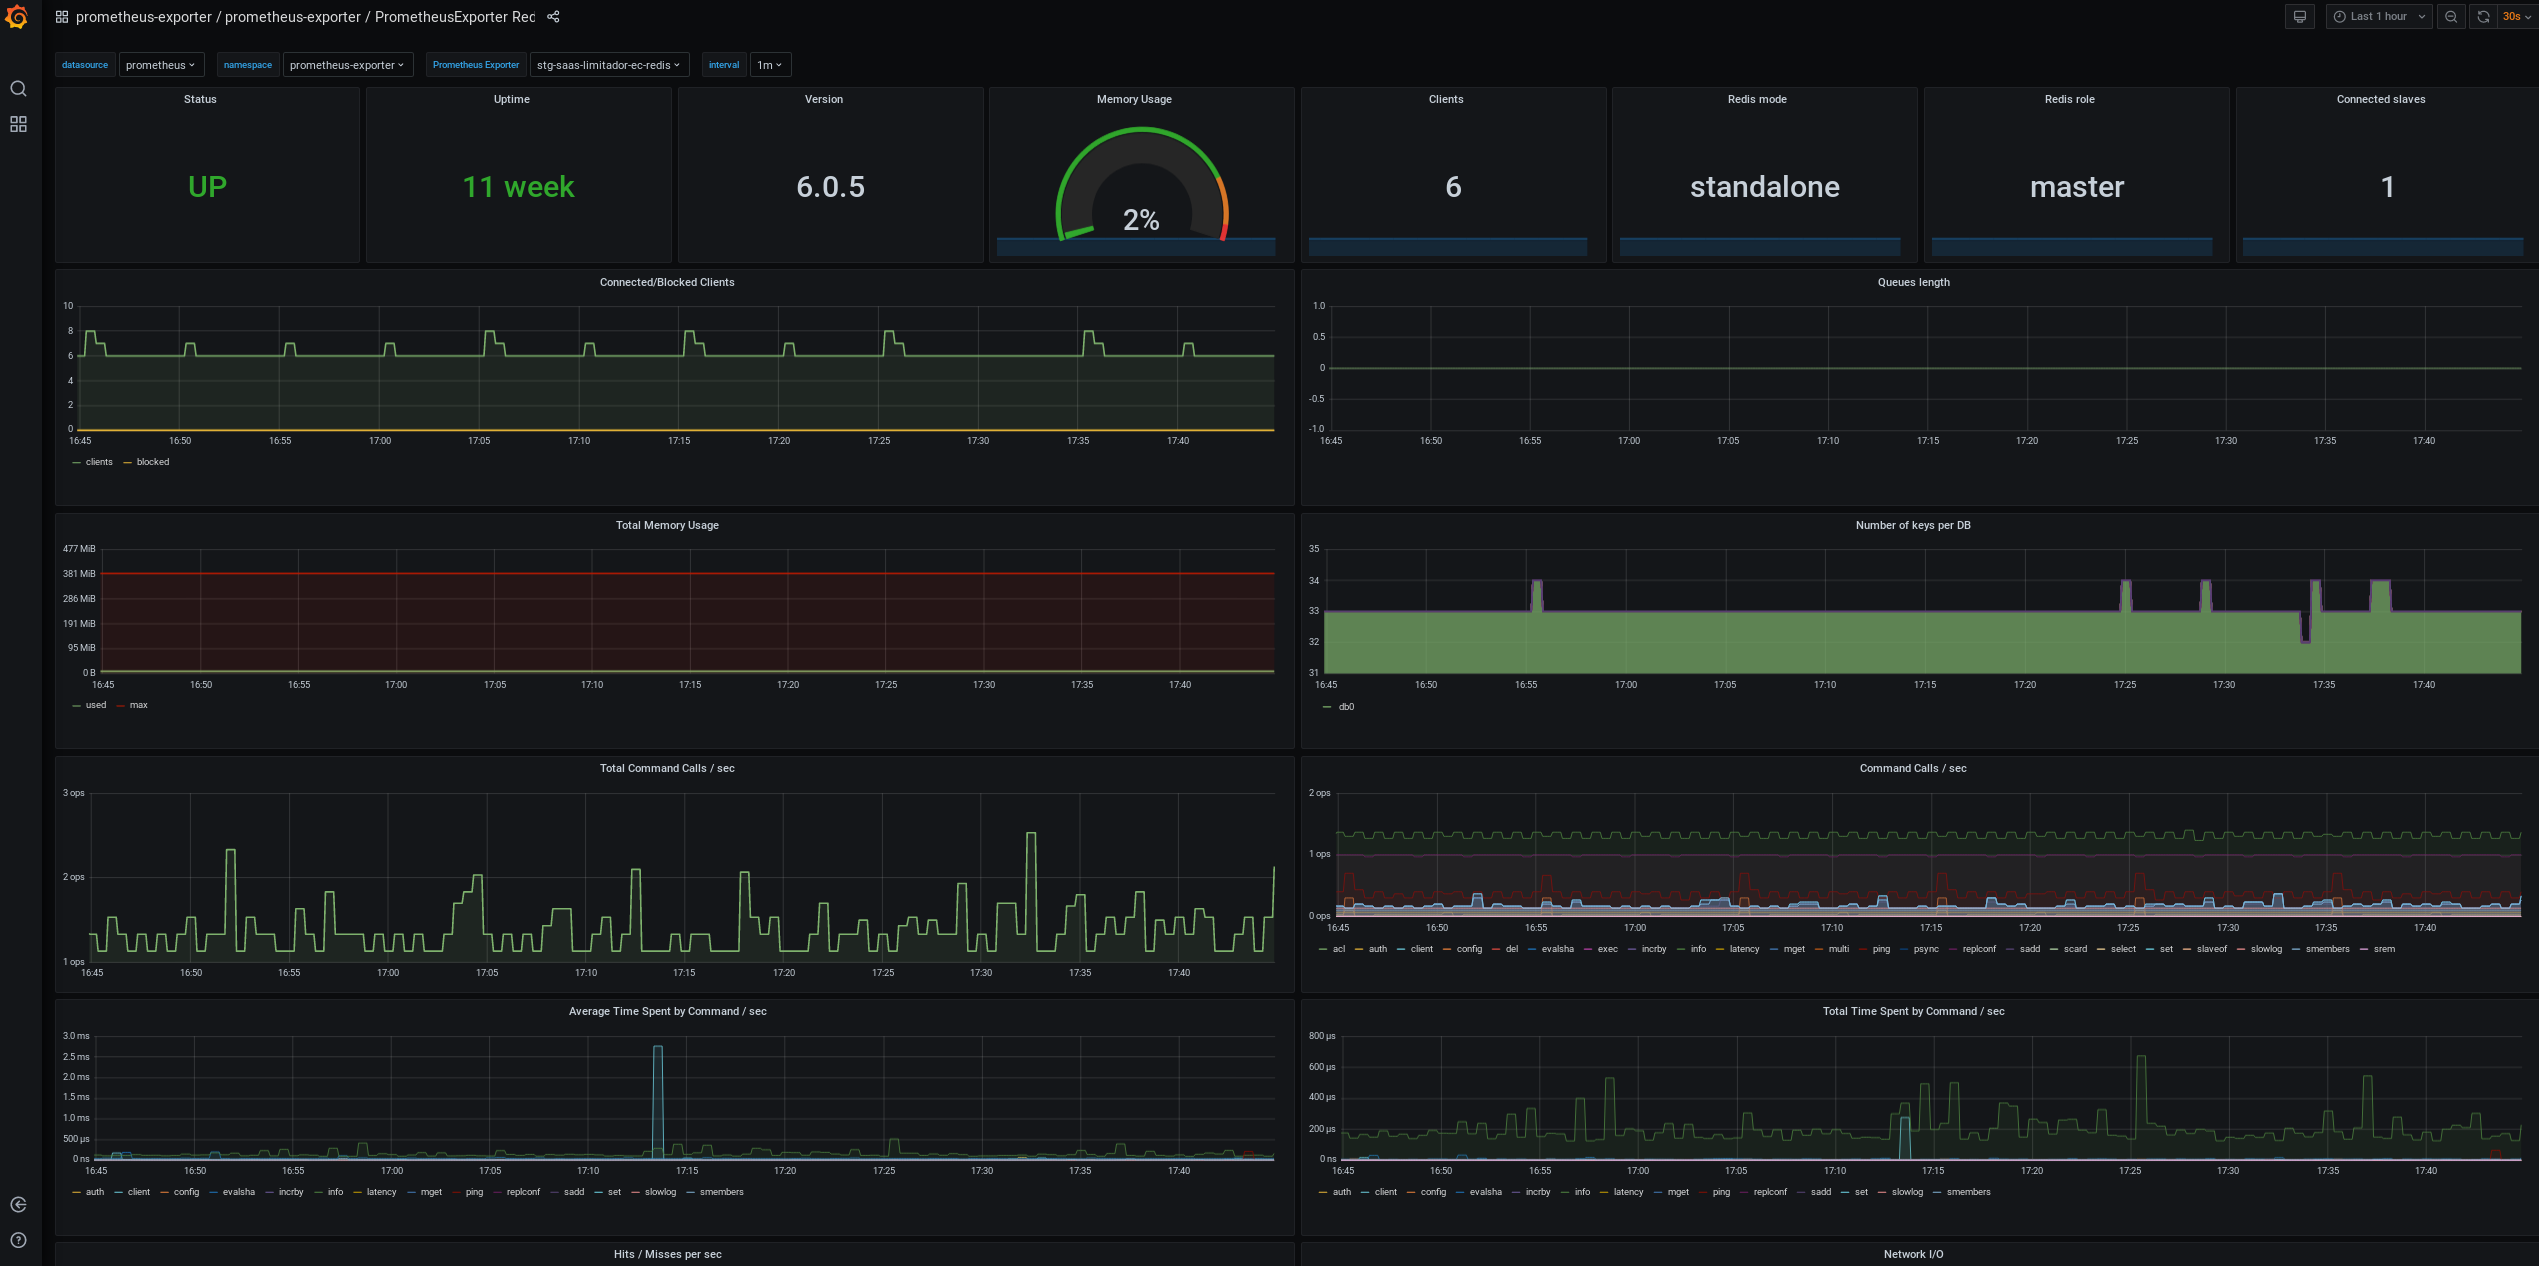 prometheus-exporter / prometheus-exporter / PrometheusExporter Red
Last 1 hour
30s
datasource prometheus namespace prometheus-exporter Prometheus Exporter stg-saas-limitador-ec-redis interval 1m
Status
UP
Uptime
11 week
Version
6.0.5
Memory Usage
2%
Clients
6
Redis mode
standalone
Redis role
master
Connected slaves
1
Connected/Blocked Clients
10
8
6
4
2
0
16:45 16:50 16:55 17:00 17:05 17:10 17:15 17:20 17:25 17:30 17:35 17:40
clients blocked
Queues length
1.0
0.5
0
-0.5
-1.0
16:45 16:50 16:55 17:00 17:05 17:10 17:15 17:20 17:25 17:30 17:35 17:40
Total Memory Usage
477 MiB
381 MiB
286 MiB
191 MiB
95 MiB
0 B
16:45 16:50 16:55 17:00 17:05 17:10 17:15 17:20 17:25 17:30 17:35 17:40
used max
Number of keys per DB
35
34
33
32
31
16:45 16:50 16:55 17:00 17:05 17:10 17:15 17:20 17:25 17:30 17:35 17:40
db0
Total Command Calls / sec
3 ops
2 ops
1 ops
16:45 16:50 16:55 17:00 17:05 17:10 17:15 17:20 17:25 17:30 17:35 17:40
Command Calls / sec
2 ops
1 ops
0 ops
16:45 16:50 16:55 17:00 17:05 17:10 17:15 17:20 17:25 17:30 17:35 17:40
acl auth client config del evalsha exec incrby info latency mget multi ping psync replconf sadd scard select set slaveof slowlog smembers srem
Average Time Spent by Command / sec
3.0 ms
2.5 ms
2.0 ms
1.5 ms
1.0 ms
500 µs
0 ns
16:45 16:50 16:55 17:00 17:05 17:10 17:15 17:20 17:25 17:30 17:35 17:40
auth client config evalsha incrby info latency mget ping replconf sadd set slowlog smembers
Total Time Spent by Command / sec
800 µs
600 µs
400 µs
200 µs
0 ns
16:45 16:50 16:55 17:00 17:05 17:10 17:15 17:20 17:25 17:30 17:35 17:40
auth client config evalsha incrby info latency mget ping replconf sadd set slowlog smembers
Hits / Misses per sec
Network I/O